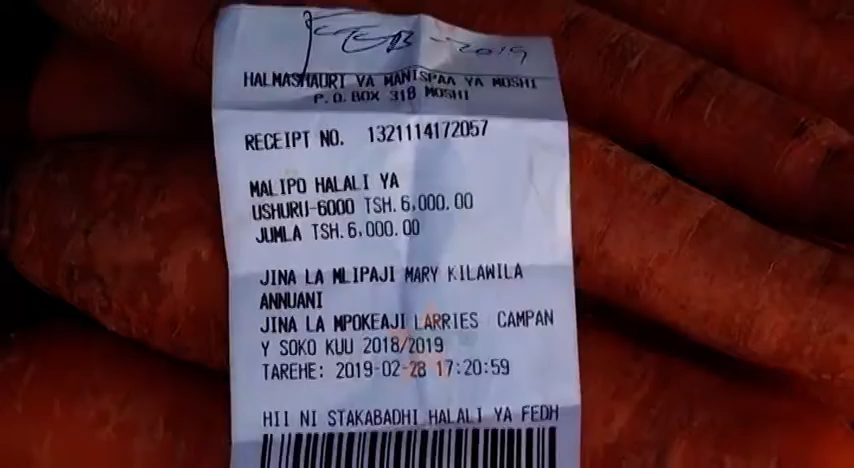 FEB - 2019
HALMASHAURI YA MANISPAA YA MOSHI
P.O.BOX 318 MOSHI
RECEIPT NO. 1321114172057
MALIPO HALALI YA
USHURU-6000 TSH.6,000.00
JUMLA TSH.6,000.00
JINA LA MLIPAJI MARY KILAWILA
ANNUANI
JINA LA MPOKEAJI LARRIES CAMPAN
Y SOKO KUU 2018/2019
TAREHE: 2019-02-28 17:20:59
HII NI STAKABADHI HALALI YA FEDH